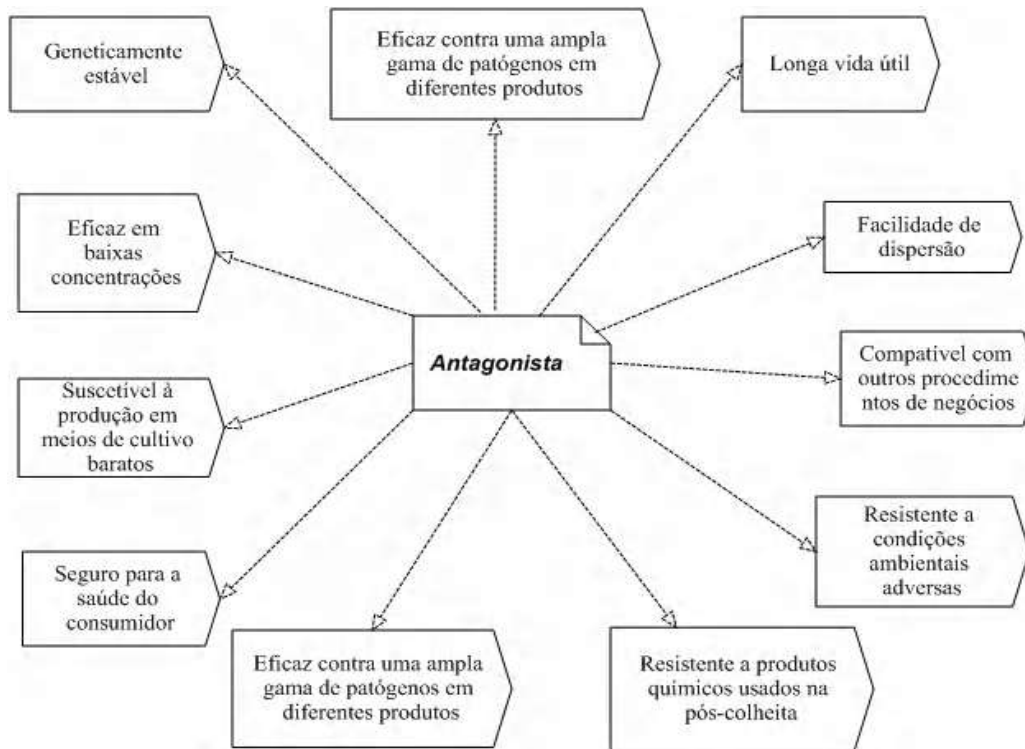 Geneticamente
estável
Eficaz contra uma ampla
gama de patógenos em
diferentes produtos
Longa vida útil
Eficaz em
baixas
concentrações
Facilidade de
dispersão
Antagonista
Compatível com
outros procedime
ntos de negócios
Suscetível à
produção em
meios de cultivo
baratos
Resistente a
condições
ambientais
adversas
Seguro para a
saúde do
consumidor
Eficaz contra uma ampla
gama de patógenos em
diferentes produtos
Resistente a produtos
químicos usados na
pós-colheita